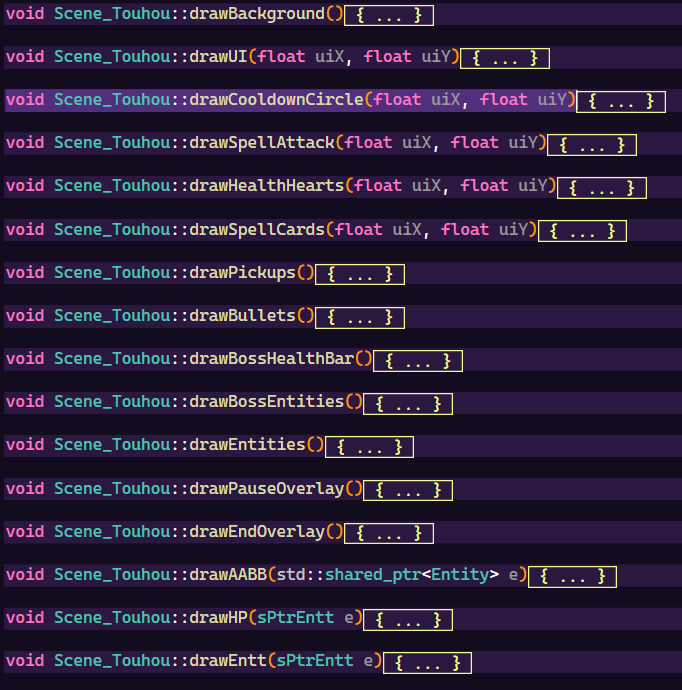 void Scene_Touhou::drawBackground(){ ... }
void Scene_Touhou::drawUI(float uiX, float uiY){ ... }
void Scene_Touhou::drawCooldownCircle(float uiX, float uiY){ ... }
void Scene_Touhou::drawSpellAttack(float uiX, float uiY){ ... }
void Scene_Touhou::drawHealthHearts(float uiX, float uiY){ ... }
void Scene_Touhou::drawSpellCards(float uiX, float uiY){ ... }
void Scene_Touhou::drawPickups(){ ... }
void Scene_Touhou::drawBullets(){ ... }
void Scene_Touhou::drawBossHealthBar(){ ... }
void Scene_Touhou::drawBossEntities(){ ... }
void Scene_Touhou::drawEntities(){ ... }
void Scene_Touhou::drawPauseOverlay(){ ... }
void Scene_Touhou::drawEndOverlay(){ ... }
void Scene_Touhou::drawAABB(std::shared_ptr<Entity> e){ ... }
void Scene_Touhou::drawHP(sPtrEntt e){ ... }
void Scene_Touhou::drawEntt(sPtrEntt e){ ... }